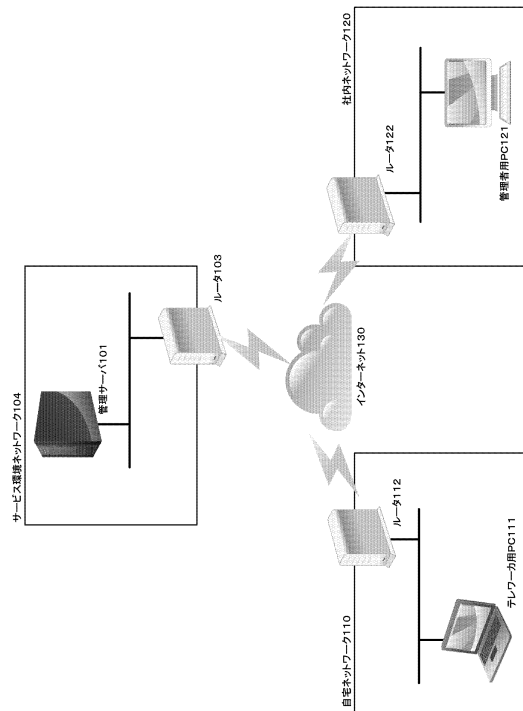 サービス環境ネットワーク104
管理サーバ101
ルータ103
インターネット130
自宅ネットワーク110
ルータ112
テレワーカ用PC111
社内ネットワーク120
ルータ122
管理者用PC121